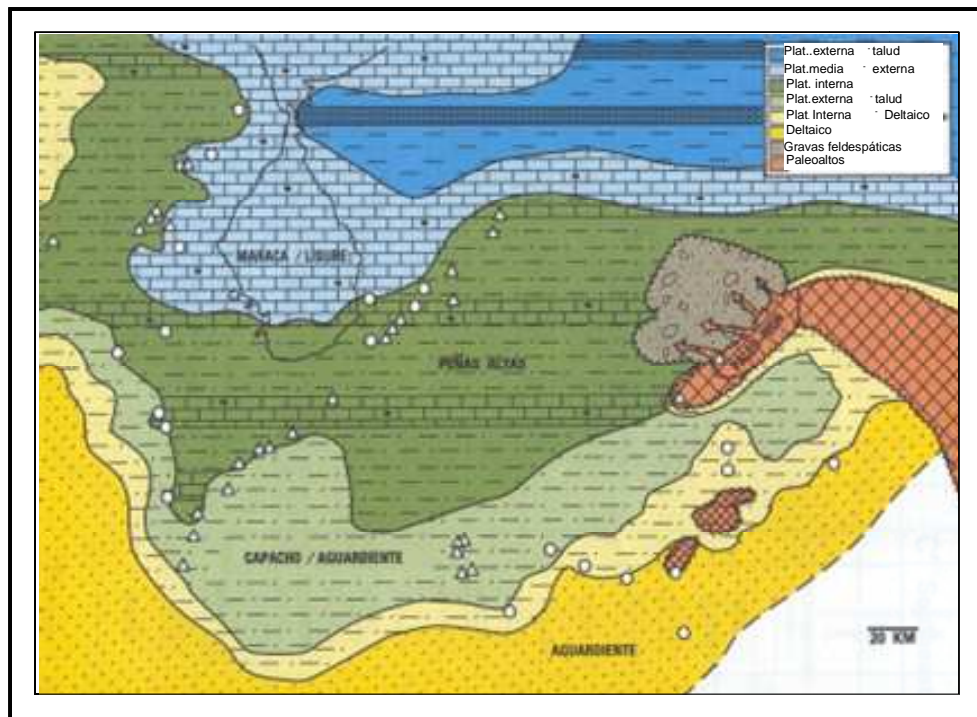 Plat..externa - talud
Plat.media - externa
Plat. interna
Plat.externa - talud
Plat Interna - Deltaico
Deltaico
Gravas feldespáticas
Paleoaltos
MARACA / LISURE
PEÑAS ALTAS
CAPACHO / AGUARDIENTE
AGUARDIENTE
20 KM